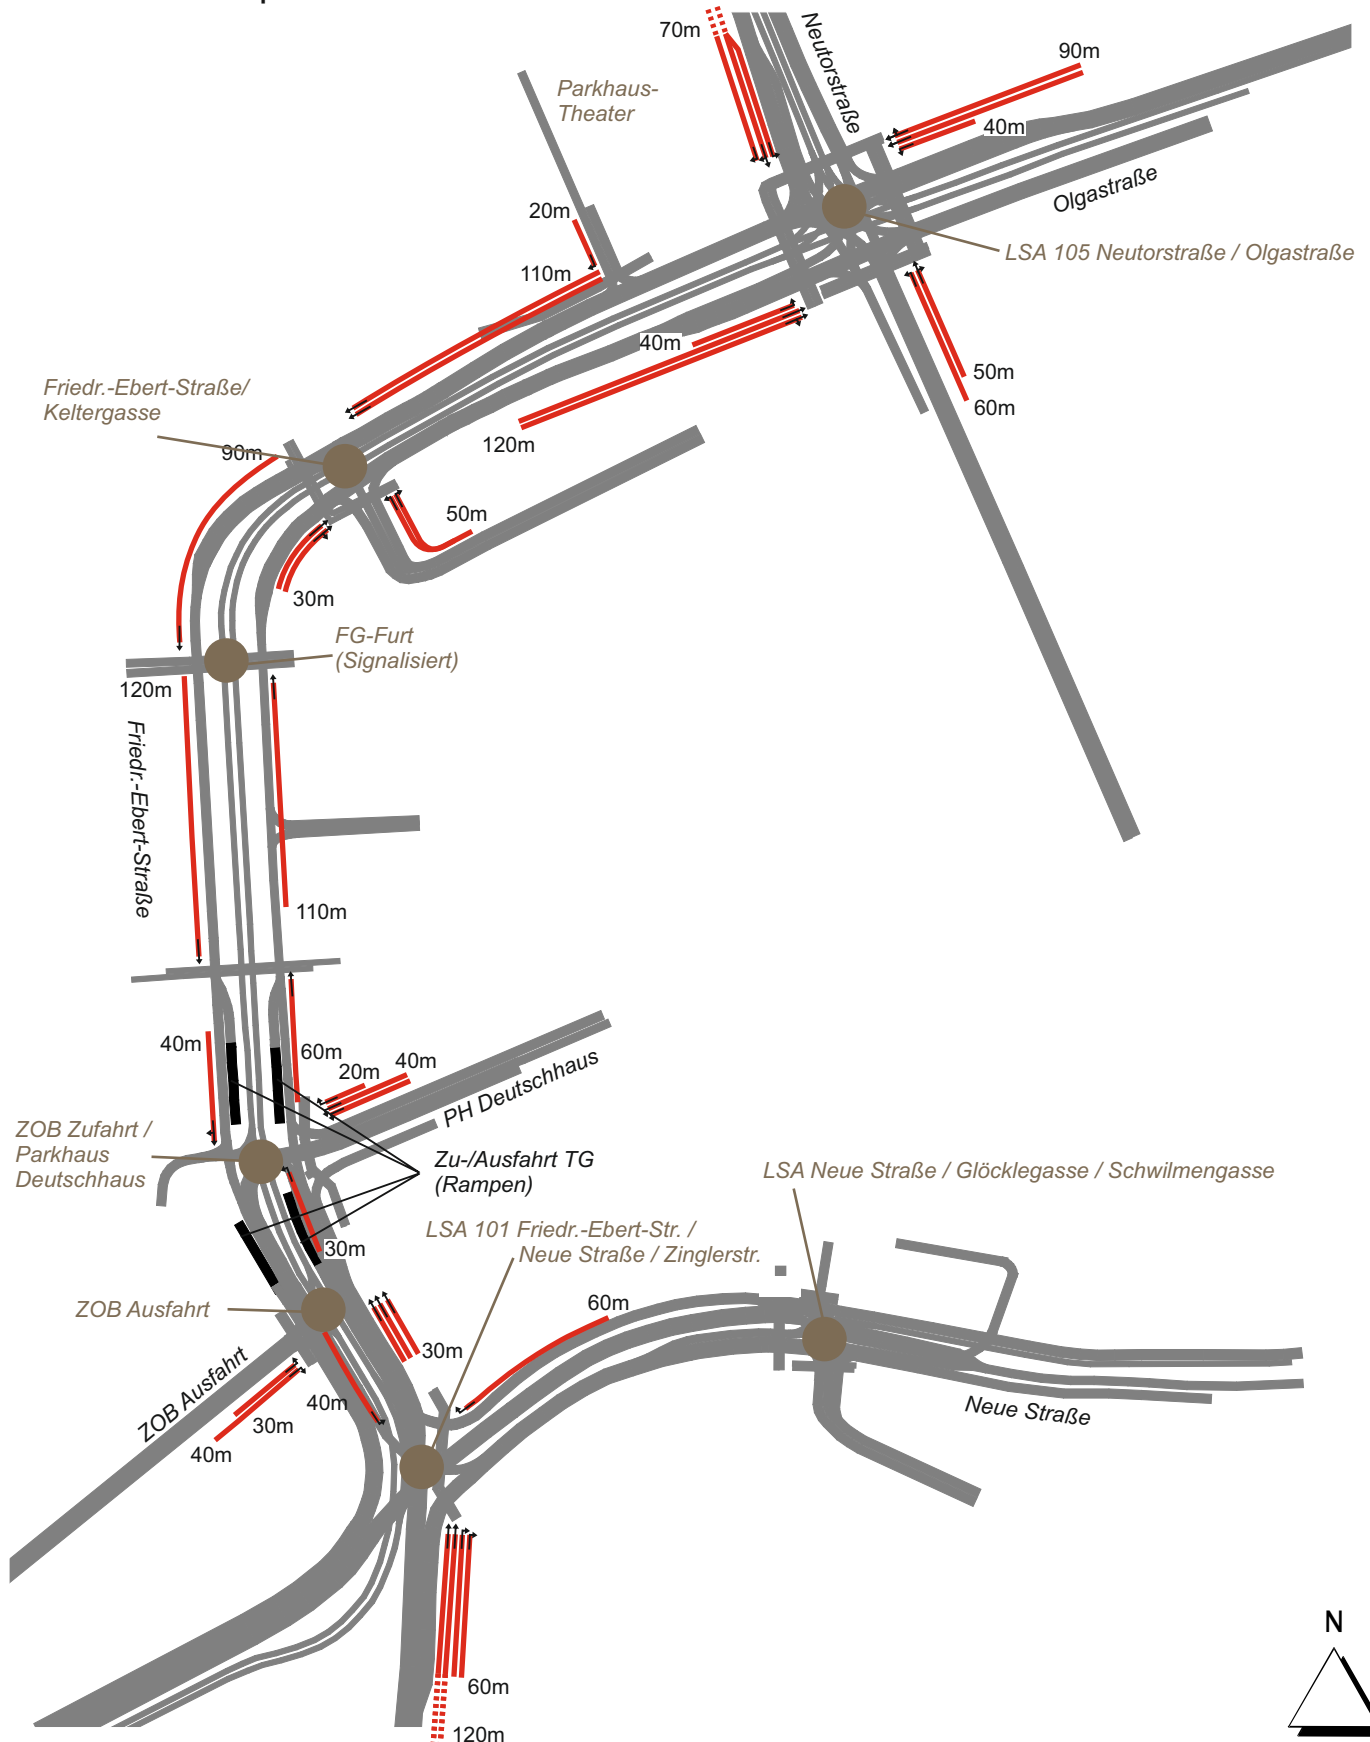 70m
Neutorstraße
90m
Parkhaus-
Theater
40m
Olgastraße
20m
LSA 105 Neutorstraße / Olgastraße
110m
40m
50m
60m
Friedr.-Ebert-Straße/
Keltergasse
120m
90m
50m
30m
FG-Furt
(Signalisiert)
120m
Friedr.-Ebert-Straße
110m
40m
60m
20m
40m
PH Deutschhaus
ZOB Zufahrt /
Parkhaus
Deutschhaus
Zu-/Ausfahrt TG
(Rampen)
LSA Neue Straße / Glöcklegasse / Schwilmengasse
LSA 101 Friedr.-Ebert-Str. /
Neue Straße / Zinglerstr.
30m
ZOB Ausfahrt
60m
30m
ZOB Ausfahrt
40m
30m
40m
Neue Straße
N
60m
120m